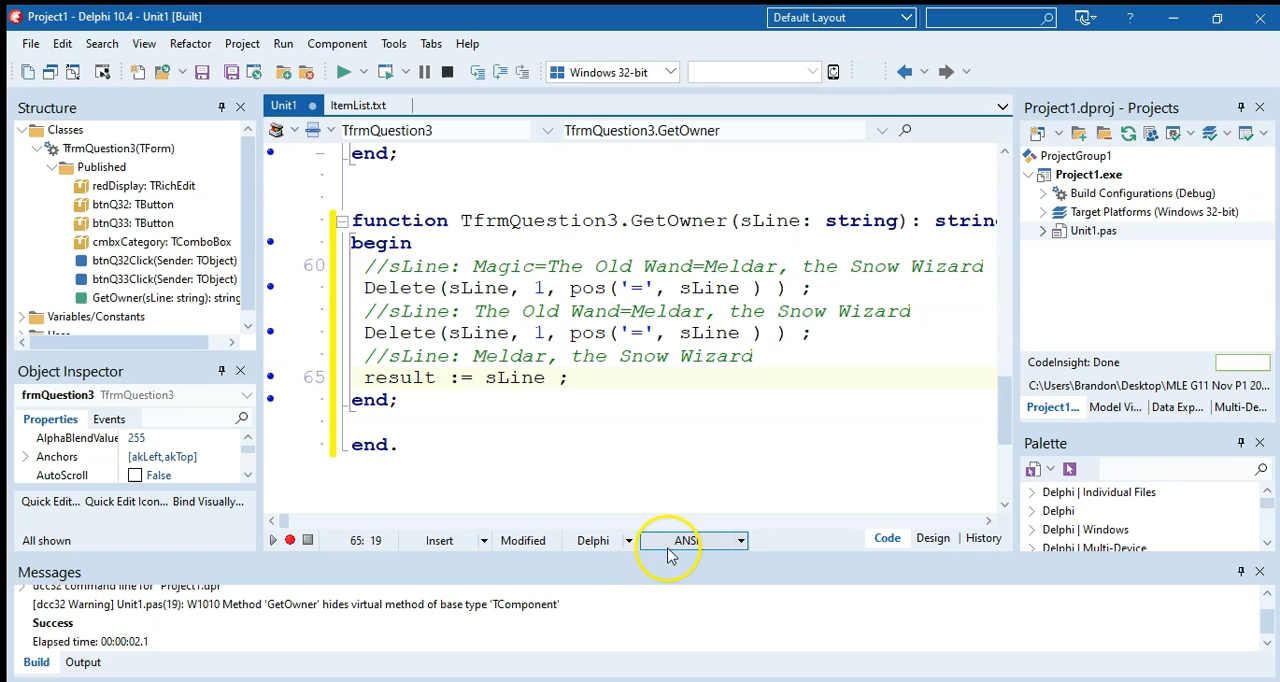 Project1 - Delphi 10.4 - Unit1 [Built]
Default Layout
?
File Edit Search View Refactor Project Run Component Tools Tabs Help
Windows 32-bit
Structure
Classes
TfrmQuestion3(TForm)
Published
redDisplay: TRichEdit
btnQ32: TButton
btnQ33: TButton
cmbxCategory: TComboBox
btnQ32Click(Sender: TObject)
btnQ33Click(Sender: TObject)
GetOwner(sLine: string): string
Variables/Constants
Object Inspector
frmQuestion3 TfrmQuestion3
Properties Events
AlphaBlendValue 255
Anchors [akLeft,akTop]
AutoScroll False
Quick Edit... Quick Edit Icon... Bind Visually...
All shown
Unit1 ItemList.txt
TfrmQuestion3 TfrmQuestion3.GetOwner
end;
function TfrmQuestion3.GetOwner(sLine: string): strin
begin
60 //sLine: Magic=The Old Wand=Meldar, the Snow Wizard
Delete(sLine, 1, pos('=', sLine ) ) ;
//sLine: The Old Wand=Meldar, the Snow Wizard
Delete(sLine, 1, pos('=', sLine ) ) ;
//sLine: Meldar, the Snow Wizard
65 result := sLine ;
end;
end.
65: 19 Insert Modified Delphi ANSI Code Design History
Project1.dproj - Projects
ProjectGroup1
Project1.exe
Build Configurations (Debug)
Target Platforms (Windows 32-bit)
Unit1.pas
CodeInsight: Done
C:\Users\Brandon\Desktop\MLE G11 Nov P1 20...
Project1... Model Vi... Data Exp... Multi-De...
Palette
Delphi | Individual Files
Delphi
Delphi | Windows
Delphi | Multi-Device
Messages
dcc32 command line for "Project1.dpr"
[dcc32 Warning] Unit1.pas(19): W1010 Method 'GetOwner' hides virtual method of base type 'TComponent'
Success
Elapsed time: 00:00:02.1
Build Output